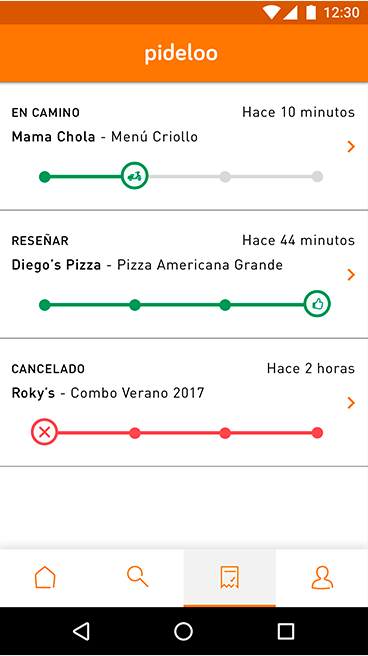 12:30
pideloo
EN CAMINO Hace 10 minutos
Mama Chola - Menú Criollo
RESEÑAR Hace 44 minutos
Diego's Pizza - Pizza Americana Grande
CANCELADO Hace 2 horas
Roky's - Combo Verano 2017